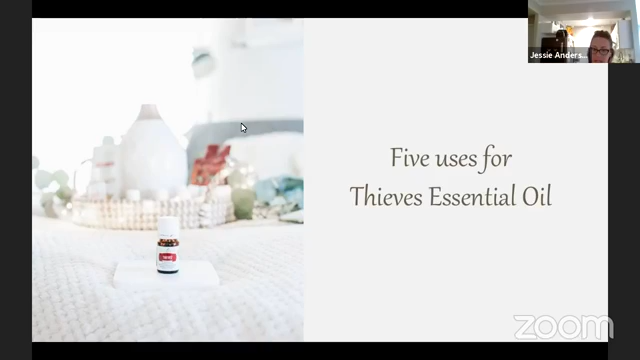 Jessie Anders...
Five uses for
Thieves Essential Oil
zoom